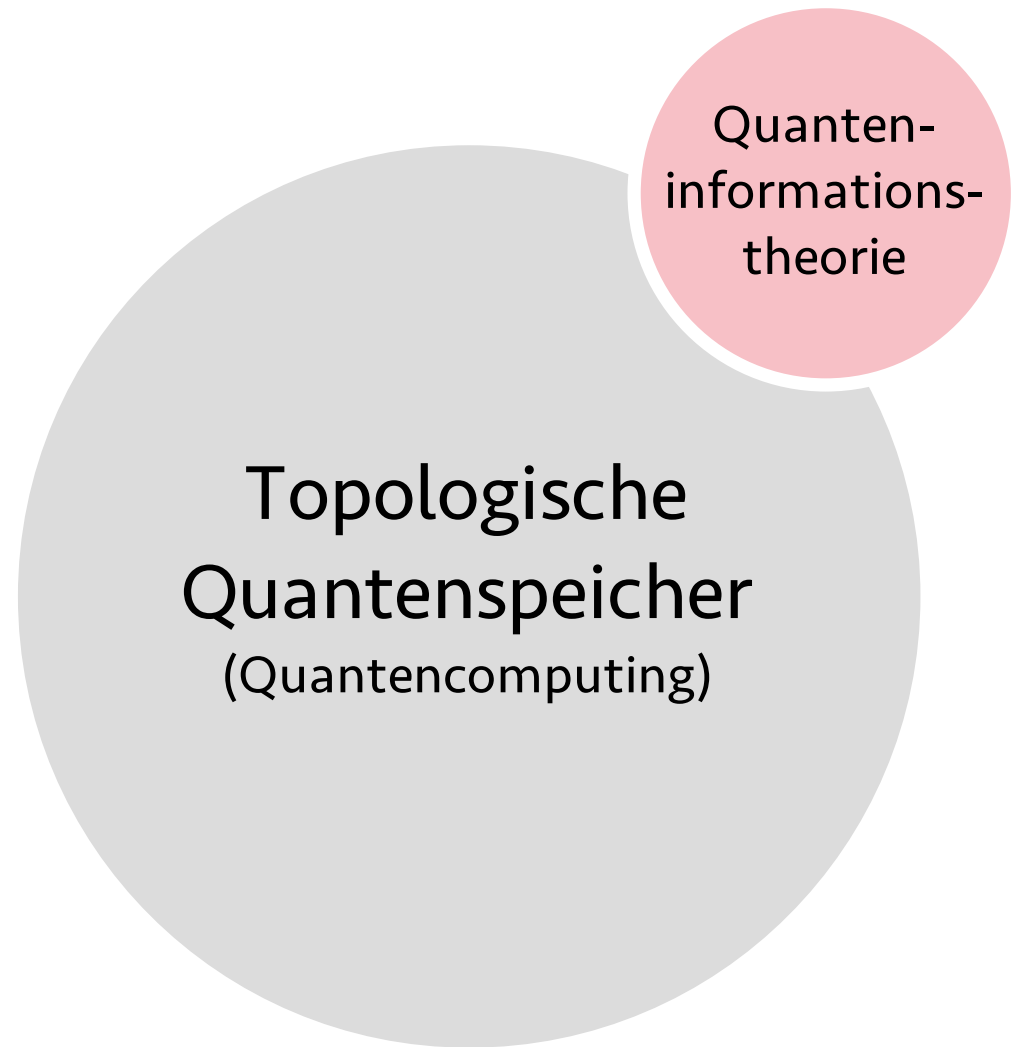 Quanten-
informations-
theorie
Topologische
Quantenspeicher
(Quantencomputing)